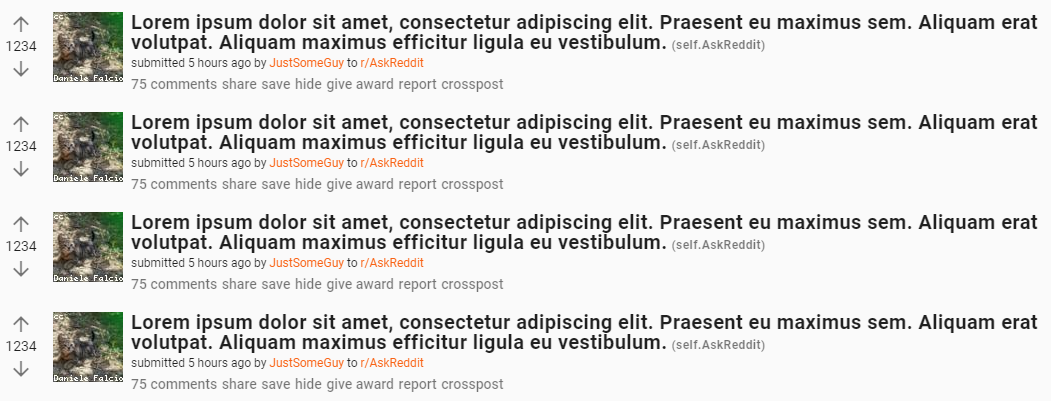 1234
cc
Daniele Falcio
Lorem ipsum dolor sit amet, consectetur adipiscing elit. Praesent eu maximus sem. Aliquam erat
volutpat. Aliquam maximus efficitur ligula eu vestibulum. (self.AskReddit)
submitted 5 hours ago by JustSomeGuy to r/AskReddit
75 comments share save hide give award report crosspost
1234
cc
Daniele Falcio
Lorem ipsum dolor sit amet, consectetur adipiscing elit. Praesent eu maximus sem. Aliquam erat
volutpat. Aliquam maximus efficitur ligula eu vestibulum. (self.AskReddit)
submitted 5 hours ago by JustSomeGuy to r/AskReddit
75 comments share save hide give award report crosspost
1234
cc
Daniele Falcio
Lorem ipsum dolor sit amet, consectetur adipiscing elit. Praesent eu maximus sem. Aliquam erat
volutpat. Aliquam maximus efficitur ligula eu vestibulum. (self.AskReddit)
submitted 5 hours ago by JustSomeGuy to r/AskReddit
75 comments share save hide give award report crosspost
1234
cc
Daniele Falcio
Lorem ipsum dolor sit amet, consectetur adipiscing elit. Praesent eu maximus sem. Aliquam erat
volutpat. Aliquam maximus efficitur ligula eu vestibulum. (self.AskReddit)
submitted 5 hours ago by JustSomeGuy to r/AskReddit
75 comments share save hide give award report crosspost